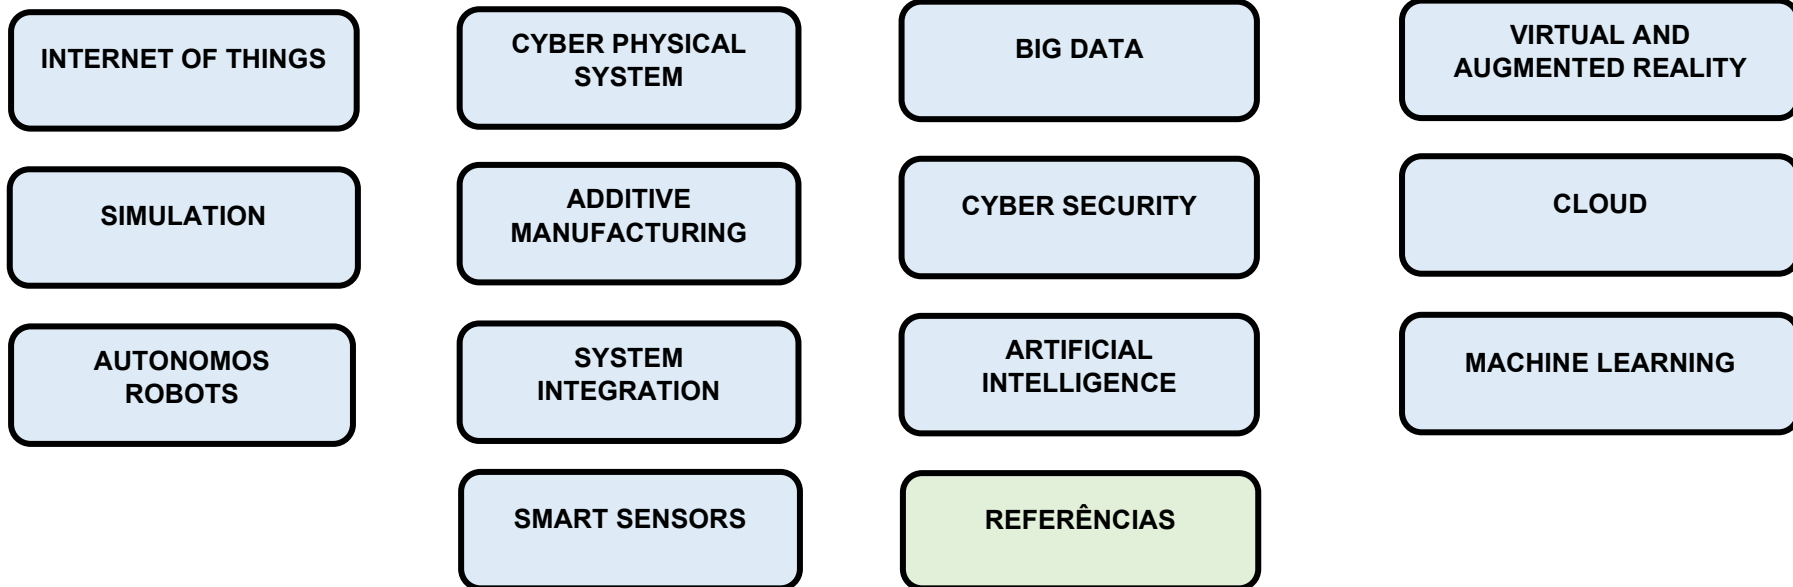 INTERNET OF THINGS
CYBER PHYSICAL
SYSTEM
BIG DATA
VIRTUAL AND
AUGMENTED REALITY
SIMULATION
ADDITIVE
MANUFACTURING
CYBER SECURITY
CLOUD
AUTONOMOS
ROBOTS
SYSTEM
INTEGRATION
ARTIFICIAL
INTELLIGENCE
MACHINE LEARNING
SMART SENSORS
REFERÊNCIAS